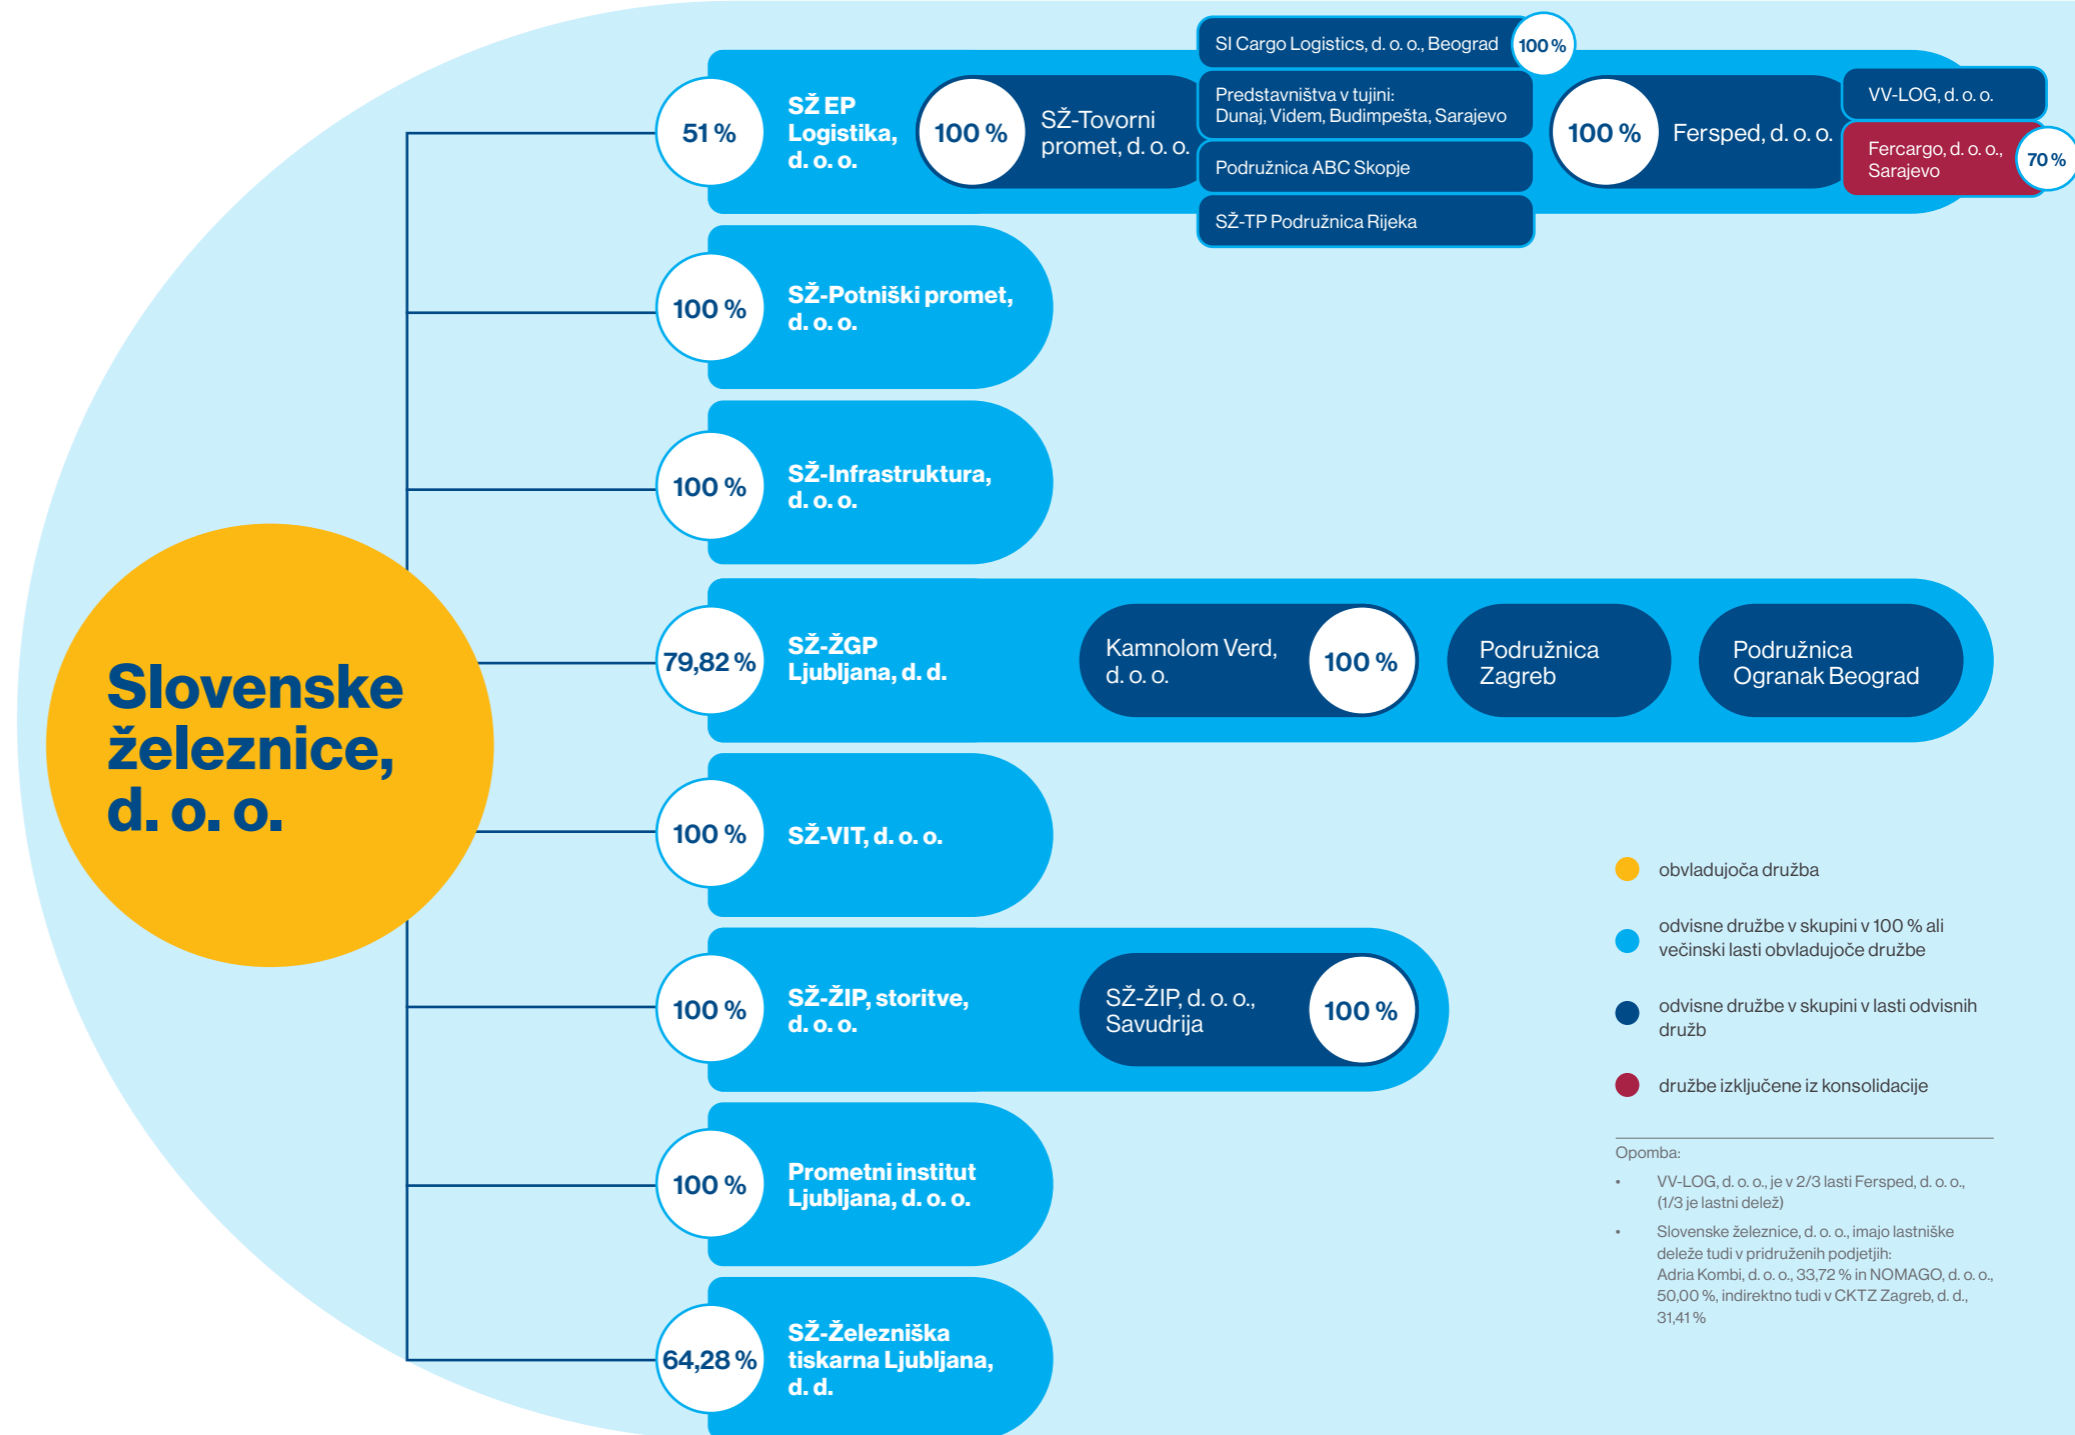 Slovenske
železnice,
d. o. o.
51 %
SŽ EP
Logistika,
d. o. o.
100 %
SŽ-Tovorni
promet, d. o. o.
SI Cargo Logistics, d. o. o., Beograd
100 %
Predstavništva v tujini:
Dunaj, Videm, Budimpešta, Sarajevo
Podružnica ABC Skopje
SŽ-TP Podružnica Rijeka
100 %
Fersped, d. o. o.
VV-LOG, d. o. o.
Fercargo, d. o. o.,
Sarajevo
70 %
100 %
SŽ-Potniški promet,
d. o. o.
100 %
SŽ-Infrastruktura,
d. o. o.
79,82 %
SŽ-ŽGP
Ljubljana, d. d.
Kamnolom Verd,
d. o. o.
100 %
Podružnica
Zagreb
Podružnica
Ogranak Beograd
100 %
SŽ-VIT, d. o. o.
100 %
SŽ-ŽIP, storitve,
d. o. o.
SŽ-ŽIP, d. o. o.,
Savudrija
100 %
100 %
Prometni institut
Ljubljana, d. o. o.
64,28 %
SŽ-Železniška
tiskarna Ljubljana,
d. d.
obvladujoča družba
odvisne družbe v skupini v 100 % ali
večinski lasti obvladujoče družbe
odvisne družbe v skupini v lasti odvisnih
družb
družbe izključene iz konsolidacije
Opomba:
• VV-LOG, d. o. o., je v 2/3 lasti Fersped, d. o. o.,
(1/3 je lastni delež)
• Slovenske železnice, d. o. o., imajo lastniške
deleže tudi v pridruženih podjetjih:
Adria Kombi, d. o. o., 33,72 % in NOMAGO, d. o. o.,
50,00 %, indirektno tudi v CKTZ Zagreb, d. d.,
31,41 %